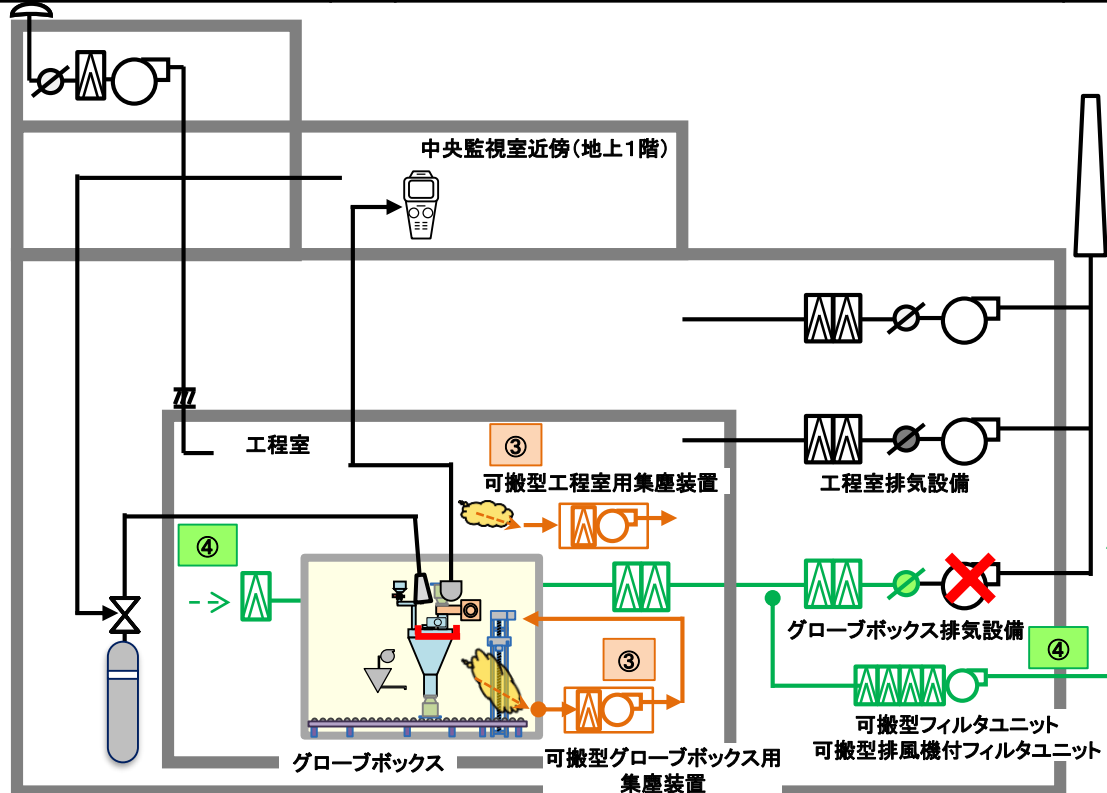 中央監視室近傍(地上1階)
工程室
③
可搬型工程室用集塵装置
工程室排気設備
④
グローブボックス排気設備
③
④
可搬型フィルタユニット
可搬型排風機付フィルタユニット
グローブボックス
可搬型グローブボックス用
集塵装置